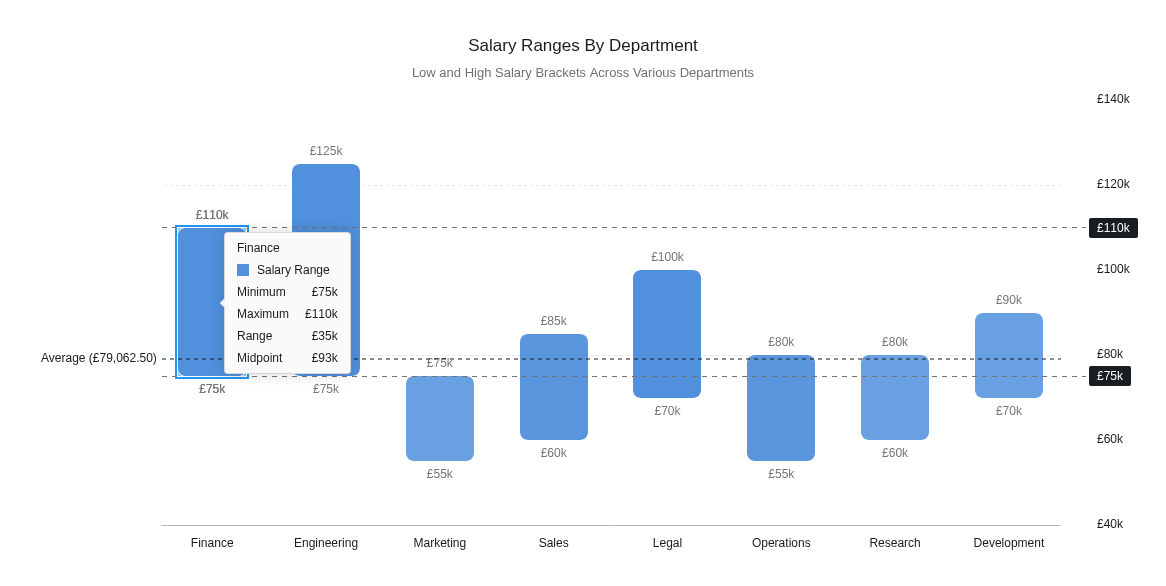 Salary Ranges By Department
Low and High Salary Brackets Across Various Departments
£140k
£125k
£120k
£110k
£110k
£100k
£100k
Finance
Salary Range
Minimum £75k
Maximum £110k
Range £35k
Midpoint £93k
£90k
£85k
£80k
£80k
£80k
Average (£79,062.50)
£75k
£75k
£75k
£75k
£70k
£70k
£60k
£60k
£60k
£55k
£55k
£40k
Finance Engineering Marketing Sales Legal Operations Research Development